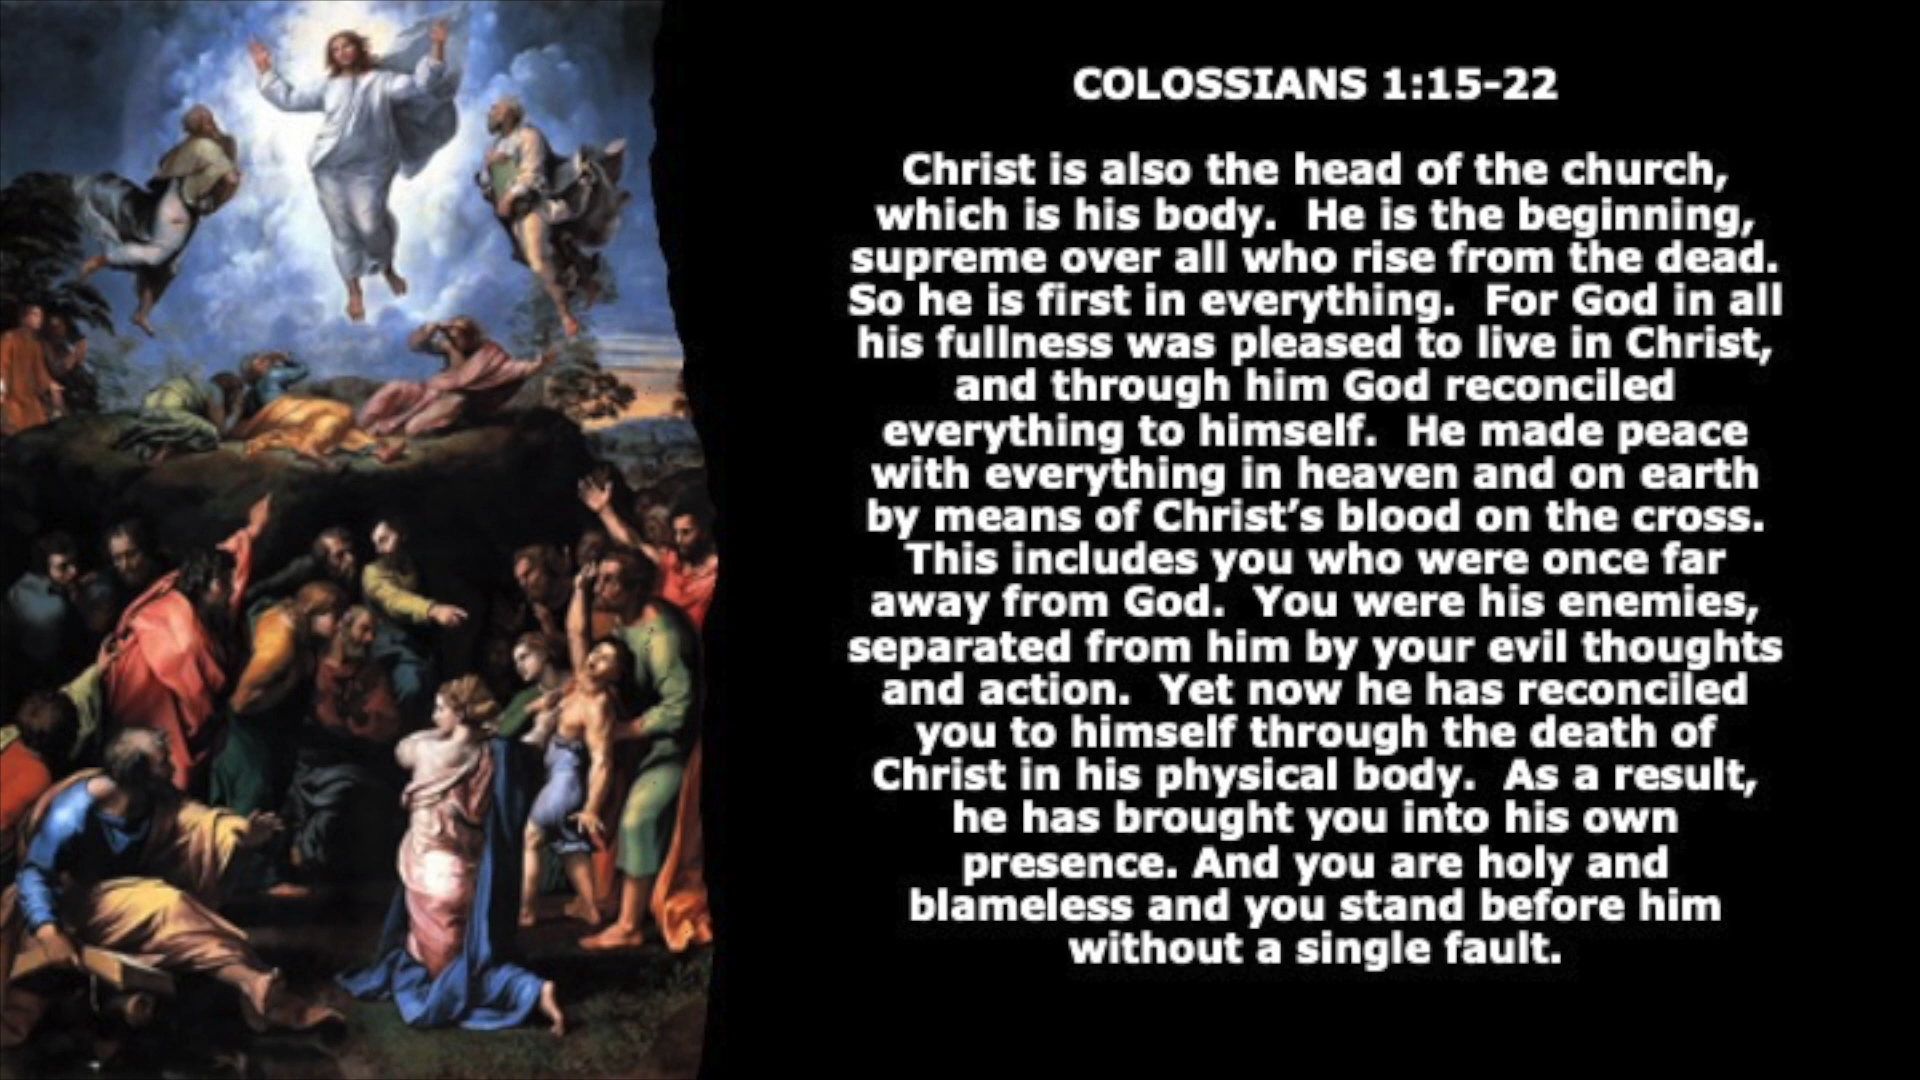 COLOSSIANS 1:15-22
Christ is also the head of the church,
which is his body.  He is the beginning,
supreme over all who rise from the dead.
So he is first in everything.  For God in all
his fullness was pleased to live in Christ,
and through him God reconciled
everything to himself.  He made peace
with everything in heaven and on earth
by means of Christ’s blood on the cross.
This includes you who were once far
away from God.  You were his enemies,
separated from him by your evil thoughts
and action.  Yet now he has reconciled
you to himself through the death of
Christ in his physical body.  As a result,
he has brought you into his own
presence. And you are holy and
blameless and you stand before him
without a single fault.